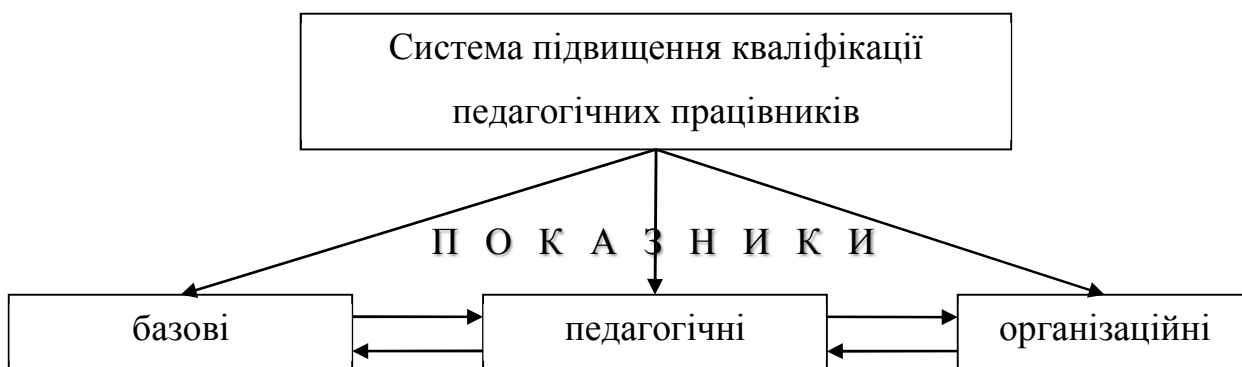 Система підвищення кваліфікації
педагогічних працівників
П О К А З Н И К И
базові
педагогічні
організаційні